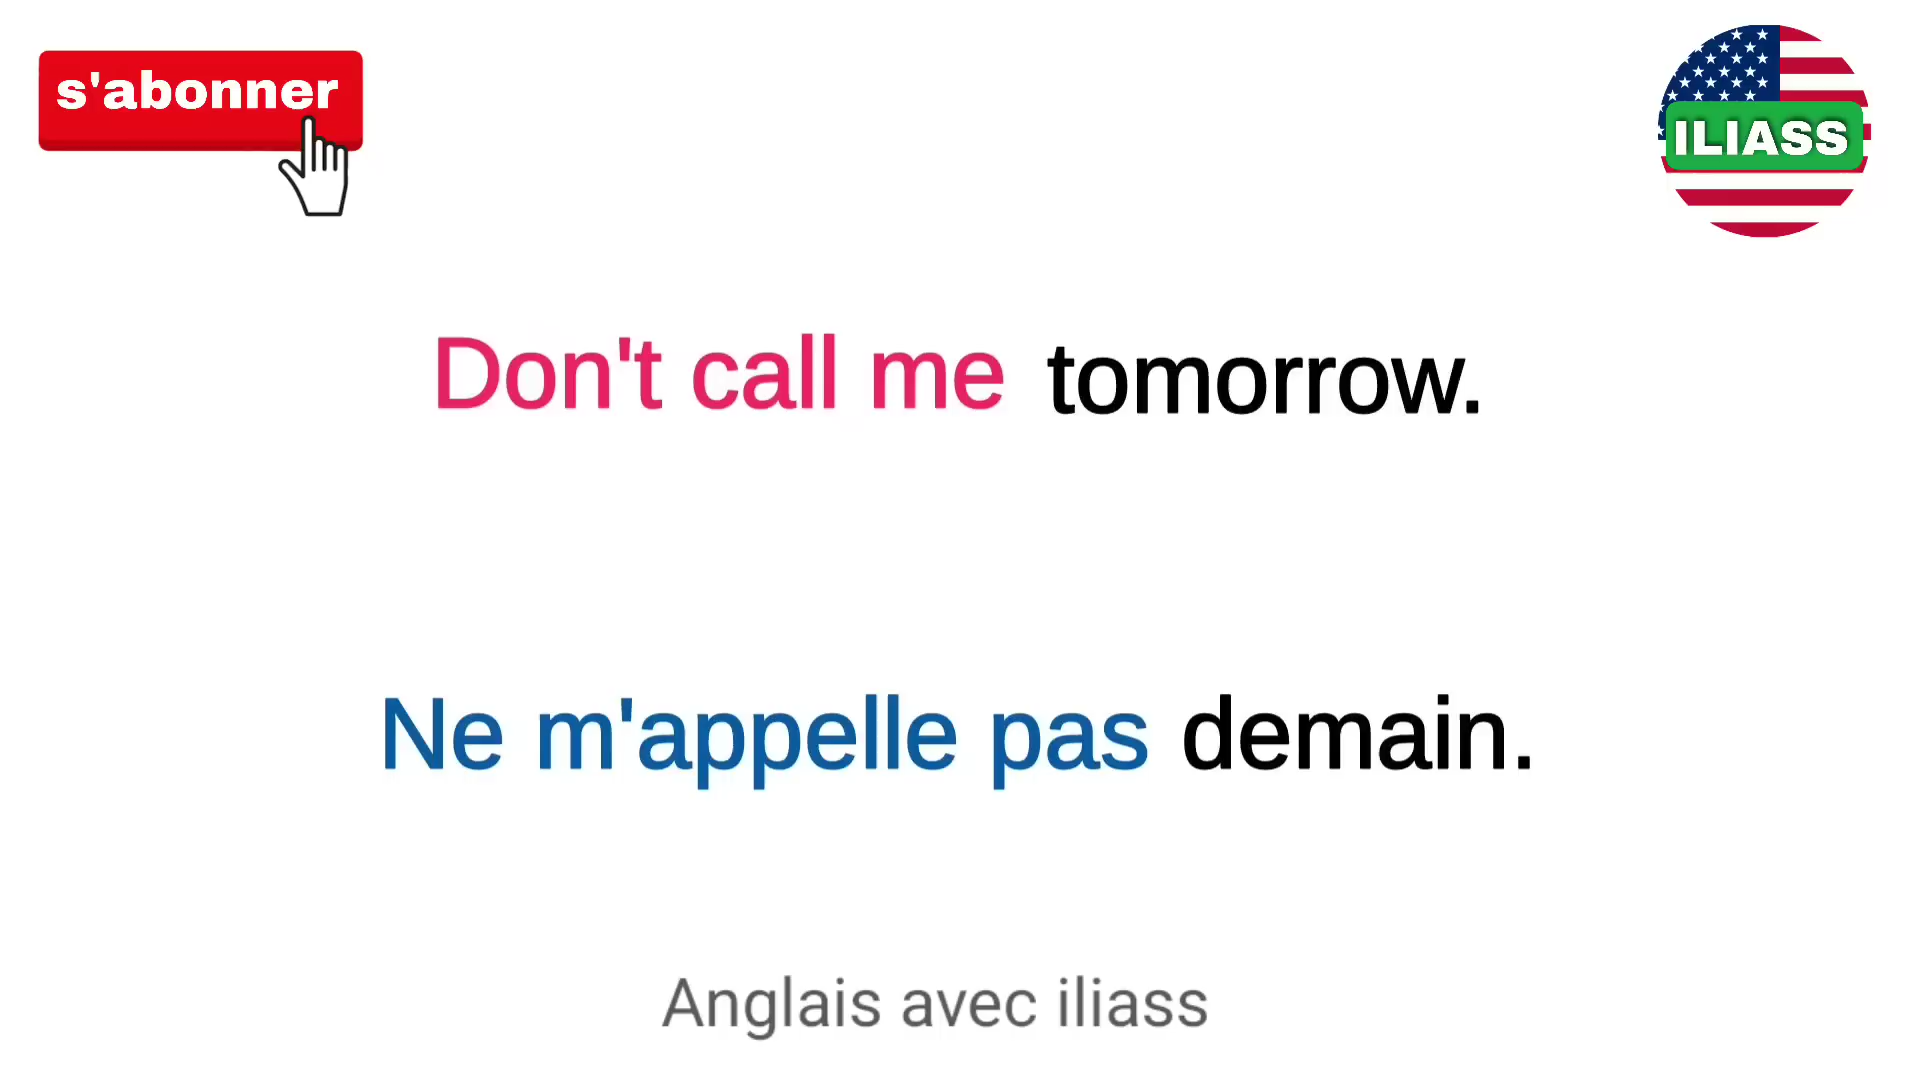 s'abonner
ILIASS
Don't call me tomorrow.
Ne m'appelle pas demain.
Anglais avec iliass